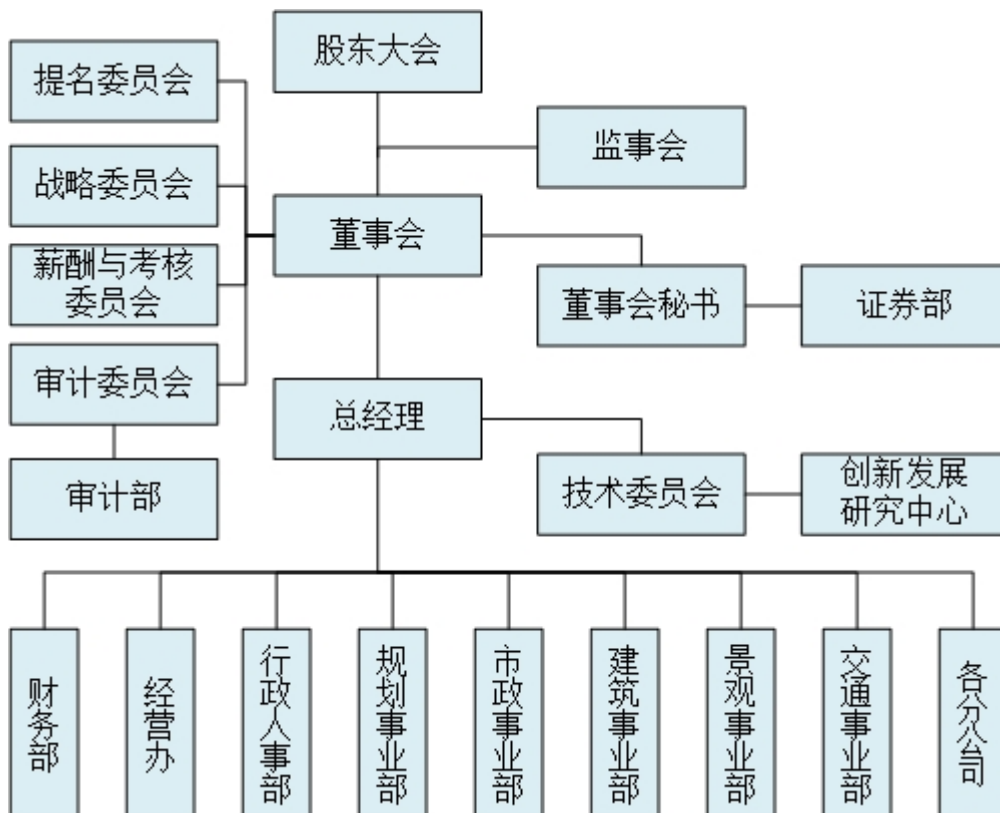 股东大会
提名委员会
监事会
战略委员会
董事会
薪酬与考核
委员会
董事会秘书
证券部
审计委员会
总经理
审计部
技术委员会
创新发展
研究中心
财务部
经营办
行政人事部
规划事业部
市政事业部
建筑事业部
景观事业部
交通事业部
各分公司